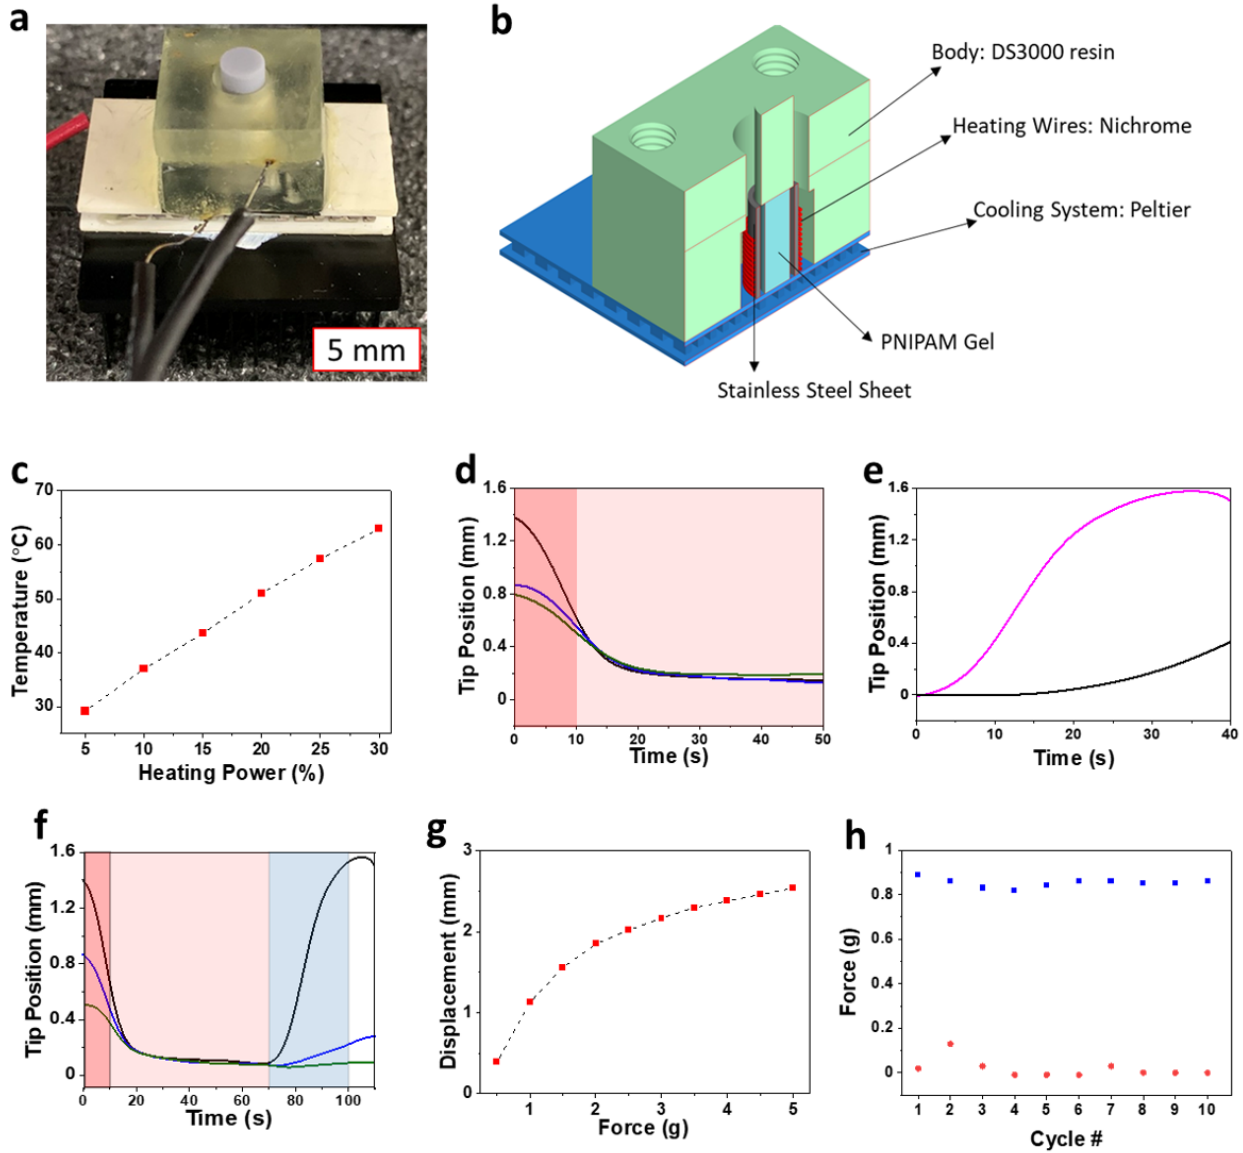 a
5 mm
b
Body: DS3000 resin
Heating Wires: Nichrome
Cooling System: Peltier
PNIPAM Gel
Stainless Steel Sheet
c
Temperature (°C)
70
60
50
40
30
5 10 15 20 25 30
Heating Power (%)
d
Tip Position (mm)
1.6
1.2
0.8
0.4
0
0 10 20 30 40 50
Time (s)
e
Tip Position (mm)
1.6
1.2
0.8
0.4
0
0 10 20 30 40
Time (s)
f
Tip Position (mm)
1.6
1.2
0.8
0.4
0
0 20 40 60 80 100
Time (s)
g
Displacement (mm)
3
2
1
0
1 2 3 4 5
Force (g)
h
Force (g)
1
0.8
0.6
0.4
0.2
0
1 2 3 4 5 6 7 8 9 10
Cycle #